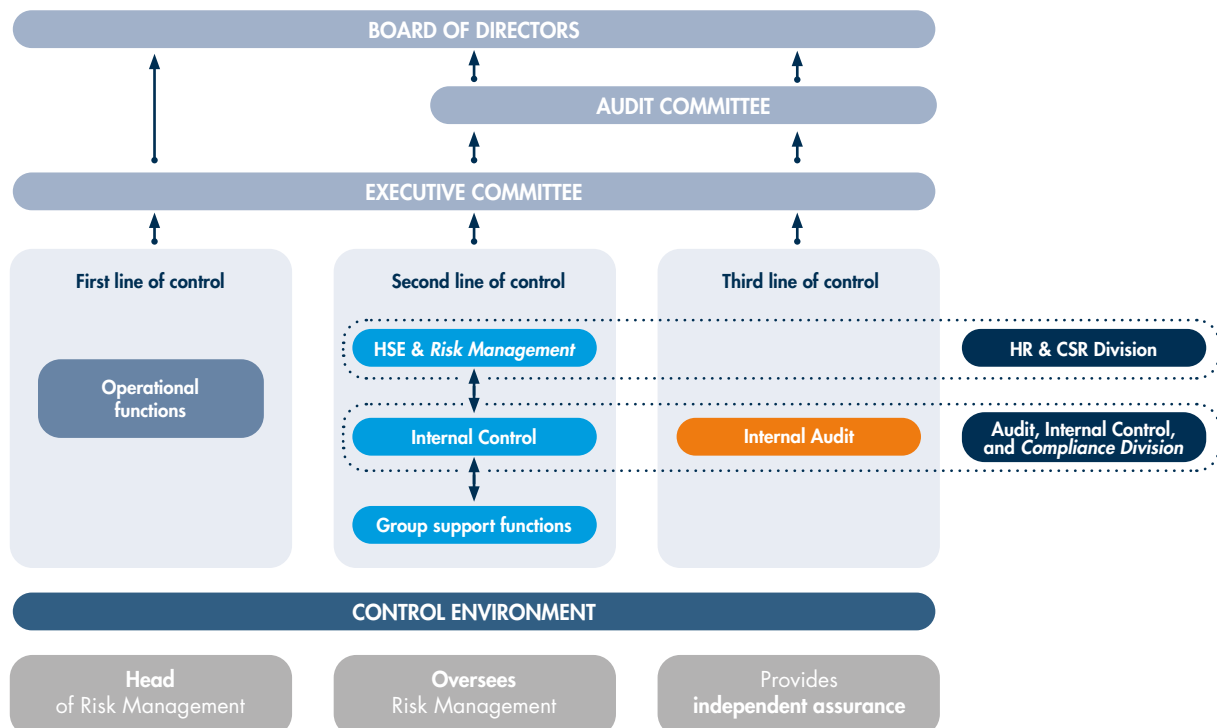 BOARD OF DIRECTORS
AUDIT COMMITTEE
EXECUTIVE COMMITTEE
First line of control
Operational
functions
Second line of control
HSE & Risk Management
Internal Control
Group support functions
Third line of control
Internal Audit
HR & CSR Division
Audit, Internal Control,
and Compliance Division
CONTROL ENVIRONMENT
Head
of Risk Management
Oversees
Risk Management
Provides
independent assurance